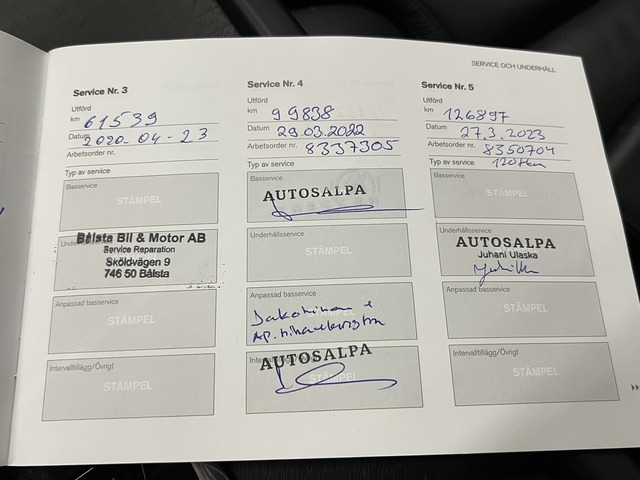 SERVICE OCH UNDERHÅLL
Service Nr. 3
Utförd
km 61539
Datum 2020-04-23
Arbetsorder nr.
Typ av service
Basservice
STÄMPEL
Bålsta Bil & Motor AB
Service Reparation
Sköldvägen 9
746 50 Bålsta
Anpassad basservice
STÄMPEL
Intervalltillägg/Övrigt
STÄMPEL
Service Nr. 4
Utförd
km 99838
Datum 29.03.2022
Arbetsorder nr. 8337305
Typ av service
Basservice
AUTOSALPA
Underhållsservice
STÄMPEL
Anpassad basservice
Jakohihna
AUTOSALPA
STÄMPEL
Service Nr. 5
Utförd
km 126897
Datum 27.3.2023
Arbetsorder nr. 8350704
Typ av service 120tkm
Basservice
STÄMPEL
Underhållsservice
AUTOSALPA
Juhani Ulaska
Anpassad basservice
STÄMPEL
Intervalltillägg/Övrigt
STÄMPEL